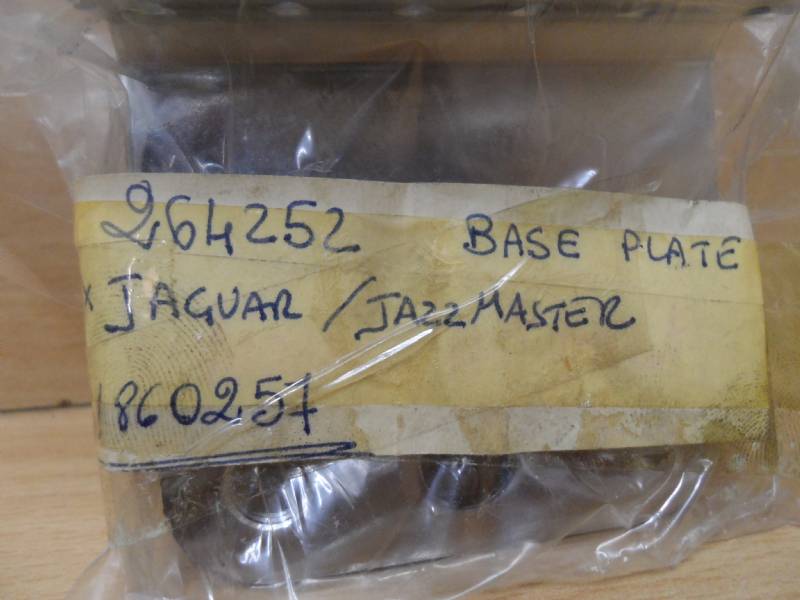 264252 BASE PLATE
x JAGUAR / JAZZMASTER
1860257